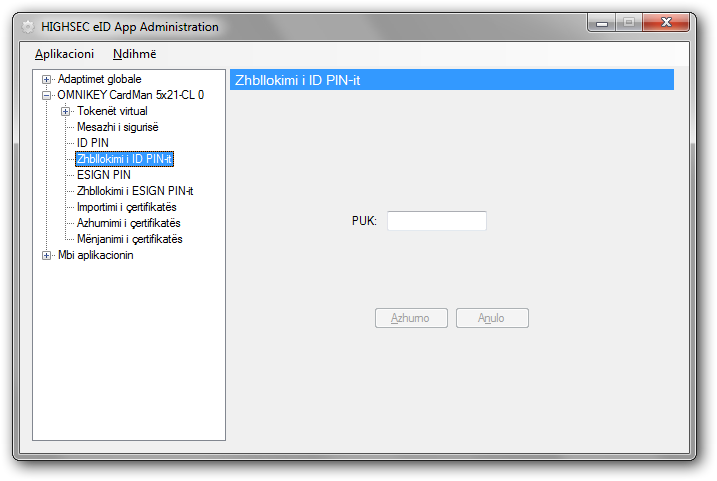 HIGHSEC eID App Administration
Aplikacioni Ndihmë
Adaptimet globale
OMNIKEY CardMan 5x21-CL 0
Tokenët virtual
Mesazhi i sigurisë
ID PIN
Zhbllokimi i ID PIN-it
ESIGN PIN
Zhbllokimi i ESIGN PIN-it
Importimi i çertifikatës
Azhurnimi i çertifikatës
Mënjanimi i çertifikatës
Mbi aplikacionin
Zhbllokimi i ID PIN-it
PUK:
Azhurno Anulo